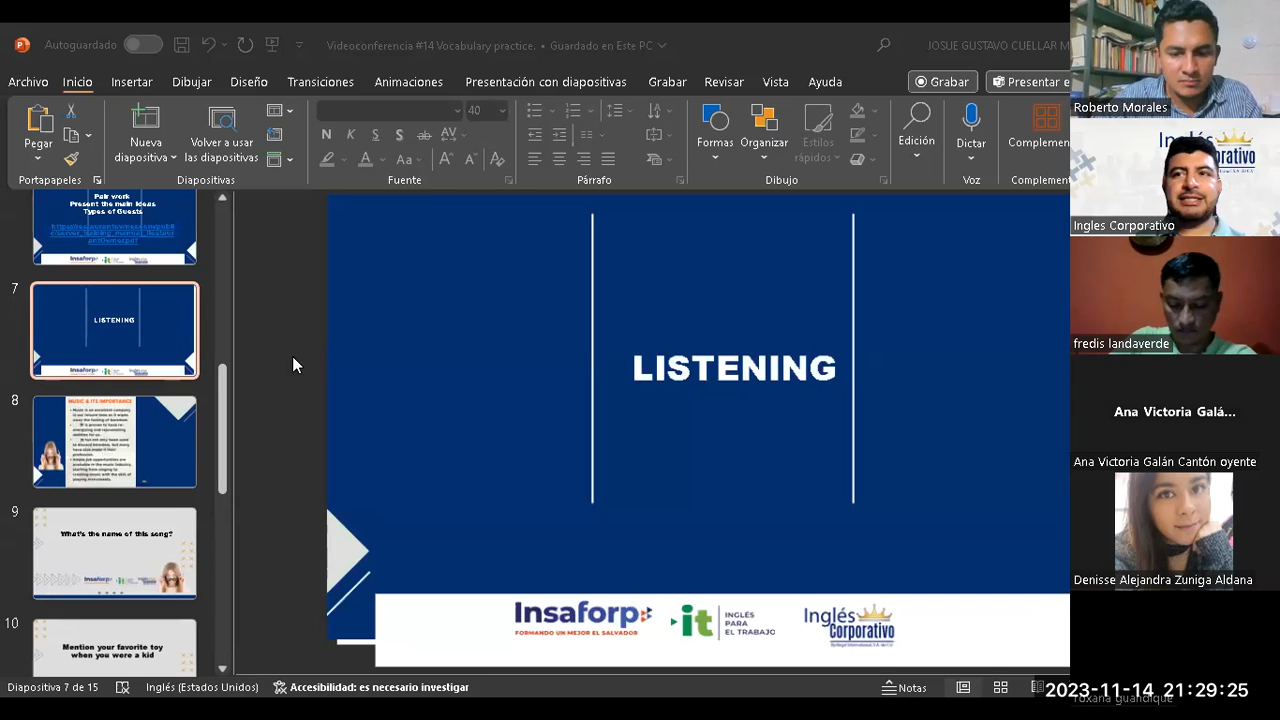 Autoguardado
Videoconferencia #14 Vocabulary practice. • Guardado en Este PC
JOSUE GUSTAVO CUELLAR M
Archivo Inicio Insertar Dibujar Diseño Transiciones Animaciones Presentación con diapositivas Grabar Revisar Vista Ayuda
Grabar
Presentar e
Pegar
Nueva diapositiva
Volver a usar las diapositivas
40
Formas
Organizar
Estilos rápidos
Edición
Dictar
Complemen
Portapapeles
Diapositivas
Fuente
Párrafo
Dibujo
Voz
Complement
Pair work
Present the main ideas
Types of Guests
7
LISTENING
8
MUSIC & ITS IMPORTANCE
9
What's the name of this song?
10
Mention your favorite toy
when you were a kid
LISTENING
Insaforp
FORMANDO UN MEJOR EL SALVADOR
it
INGLÉS
PARA
EL TRABAJO
Inglés
Corporativo
Diapositiva 7 de 15
Inglés (Estados Unidos)
Accesibilidad: es necesario investigar
Notas
Roberto Morales
Ingles Corporativo
fredis landaverde
Ana Victoria Galá...
Ana Victoria Galán Cantón oyente
Denisse Alejandra Zuniga Aldana
2023-11-14 21:29:25
roxana guandique